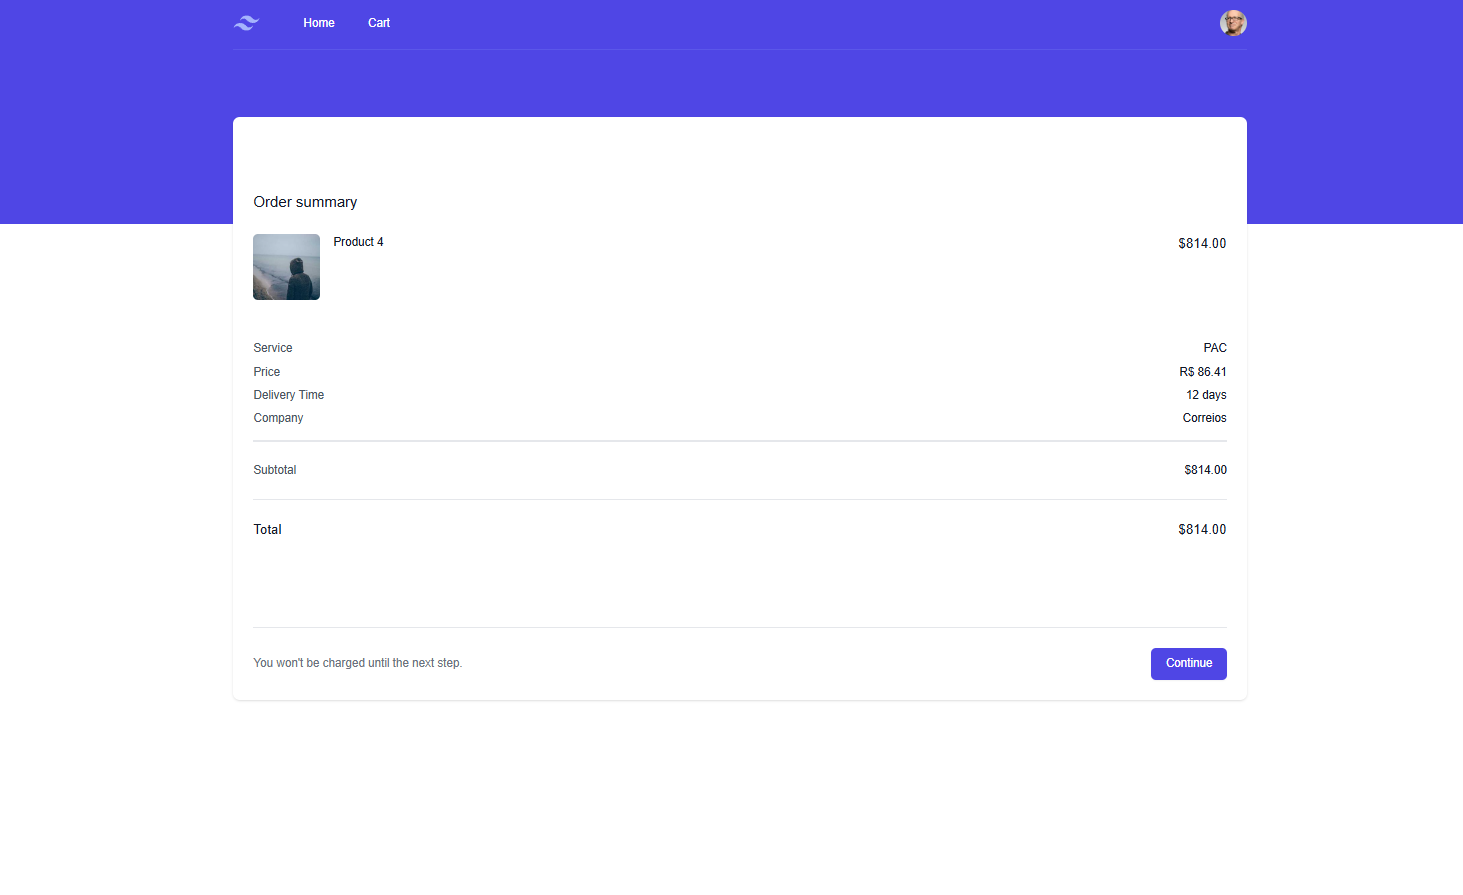 Home Cart
Order summary
Product 4 $814.00
Service PAC
Price R$ 86.41
Delivery Time 12 days
Company Correios
Subtotal $814.00
Total $814.00
You won't be charged until the next step. Continue